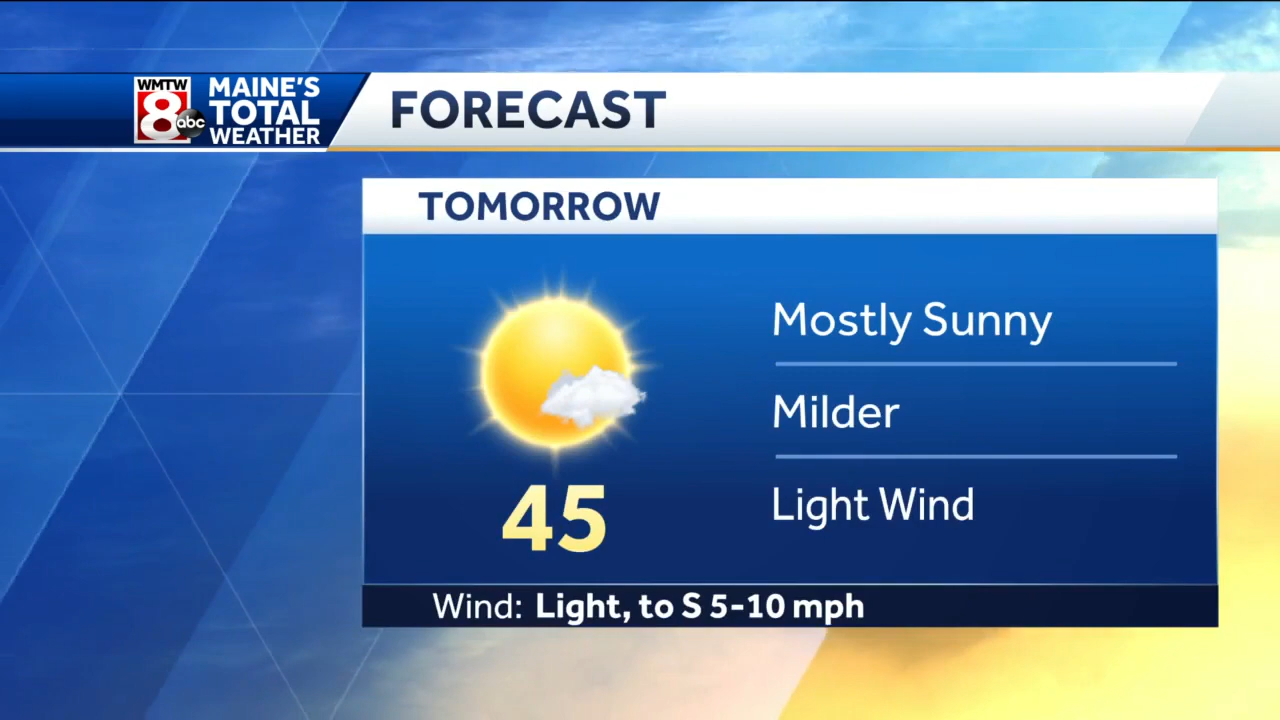 WMTW
8
abc
MAINE'S
TOTAL
WEATHER
FORECAST
TOMORROW
Mostly Sunny
Milder
Light Wind
45
Wind: Light, to S 5-10 mph